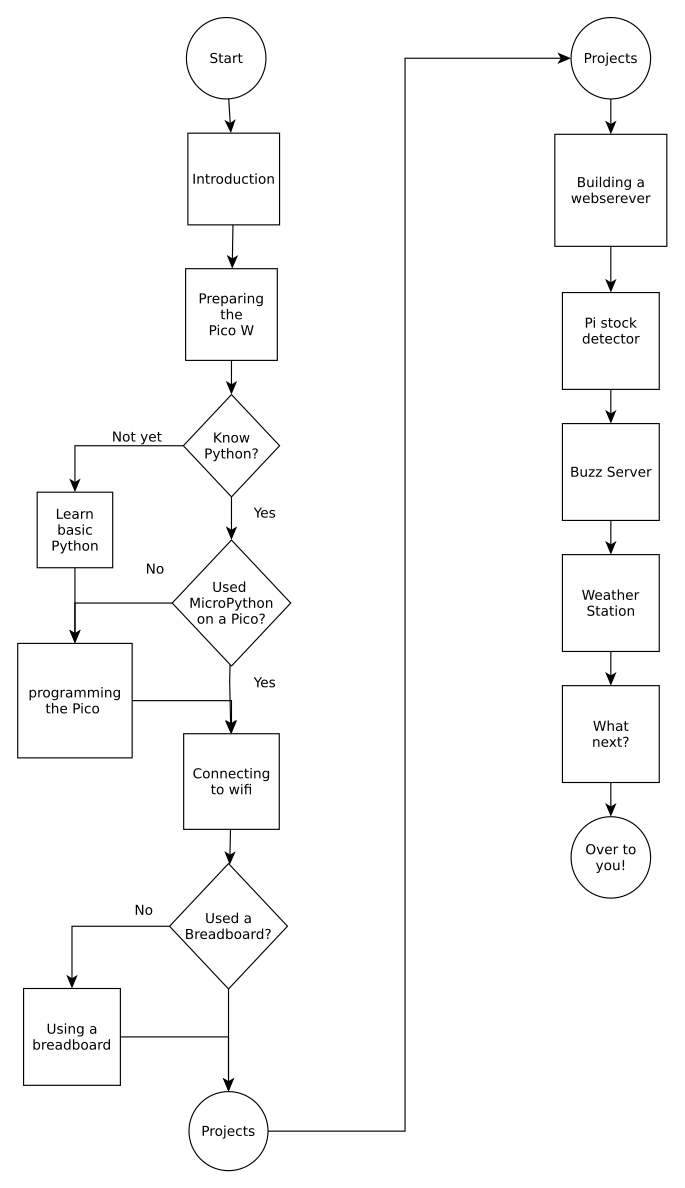 Start
Introduction
Preparing
the
Pico W
Know
Python?
Not yet
Yes
Learn
basic
Python
No
Used
MicroPython
on a Pico?
Yes
programming
the Pico
Connecting
to wifi
Used a
Breadboard?
No
Using a
breadboard
Projects
Projects
Building a
webserever
Pi stock
detector
Buzz Server
Weather
Station
What
next?
Over to
you!